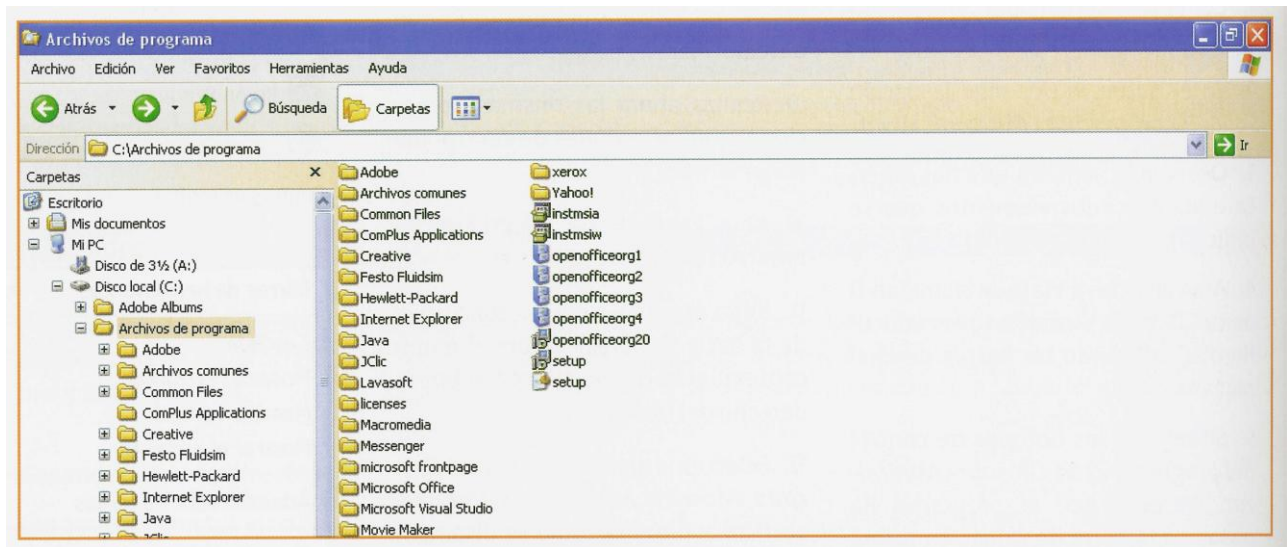 Archivos de programa
Archivo Edición Ver Favoritos Herramientas Ayuda
Atrás Búsqueda Carpetas
Dirección C:\Archivos de programa Ir
Carpetas
Escritorio
Mis documentos
Mi PC
Disco de 3½ (A:)
Disco local (C:)
Adobe Albums
Archivos de programa
Adobe
Archivos comunes
Common Files
ComPlus Applications
Creative
Festo Fluidsim
Hewlett-Packard
Internet Explorer
Java
JClic
Adobe
Archivos comunes
Common Files
ComPlus Applications
Creative
Festo Fluidsim
Hewlett-Packard
Internet Explorer
Java
JClic
Lavasoft
licenses
Macromedia
Messenger
microsoft frontpage
Microsoft Office
Microsoft Visual Studio
Movie Maker
xerox
Yahoo!
instmsia
instmsiw
openofficeorg1
openofficeorg2
openofficeorg3
openofficeorg4
openofficeorg20
setup
setup